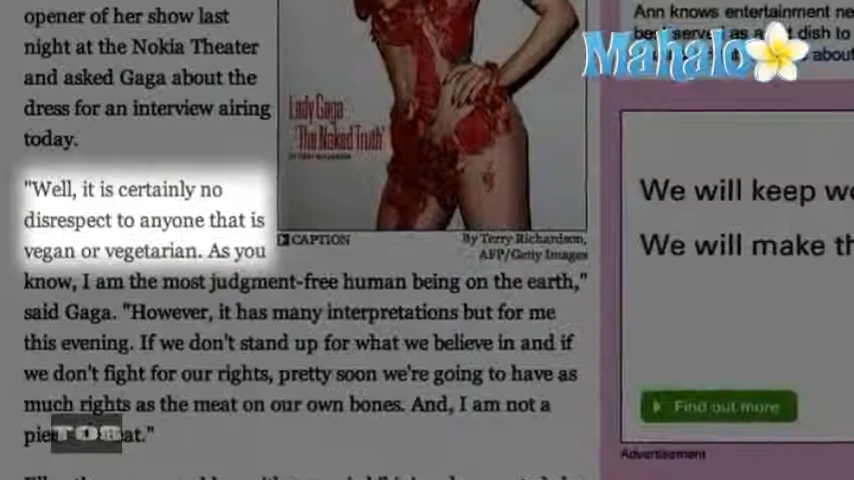 opener of her show last
night at the Nokia Theater
and asked Gaga about the
dress for an interview airing
today.
"Well, it is certainly no
disrespect to anyone that is
vegan or vegetarian. As you
know, I am the most judgment-free human being on the earth,"
said Gaga. "However, it has many interpretations but for me
this evening. If we don't stand up for what we believe in and if
we don't fight for our rights, pretty soon we're going to have as
much rights as the meat on our own bones. And, I am not a
Lady Gaga
'The Naked Truth'
CAPTION
By Terry Richardson,
AFP/Getty Images
Ann knows entertainment
dish to
about
Mahalo
We will keep
We will make
Find out more
Advertisement
TOS